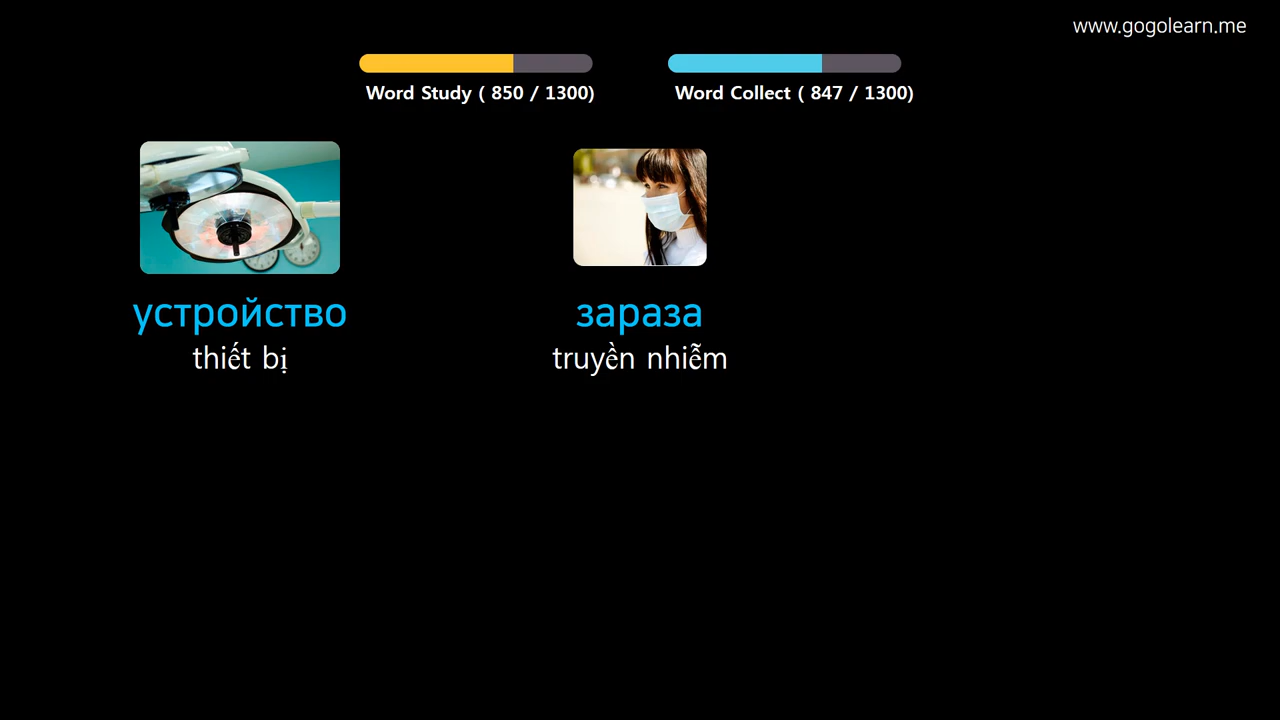 www.gogolearn.me
Word Study ( 850 / 1300)
Word Collect ( 847 / 1300)
устройство
thiết bị
зараза
truyền nhiễm